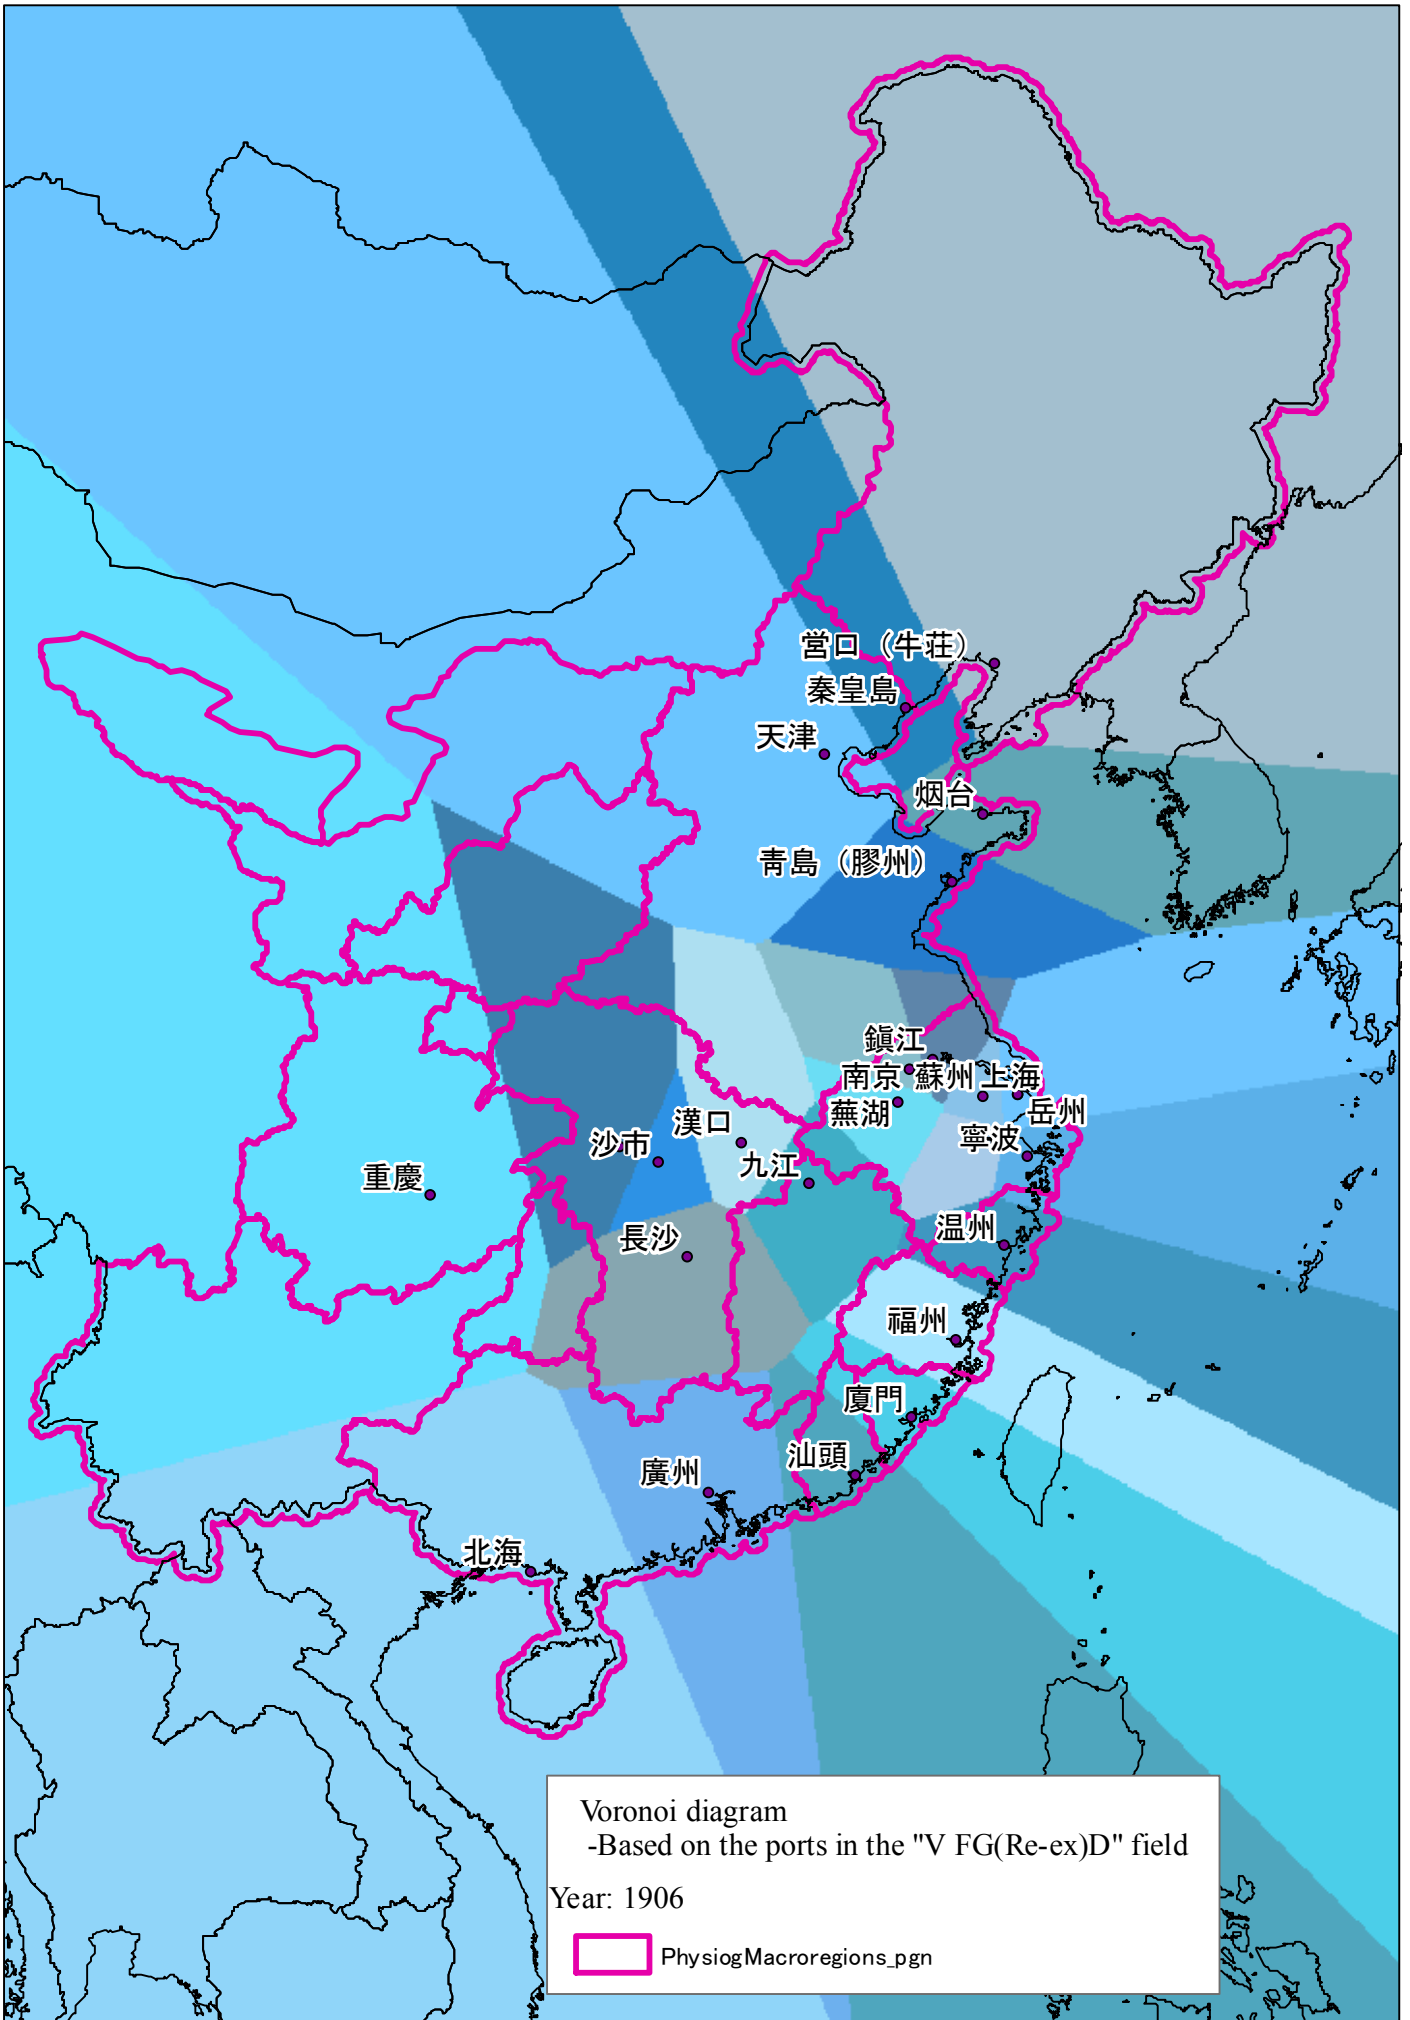 営口（牛荘）
秦皇島
天津
烟台
青島（膠州）
鎮江
南京
蘇州
上海
蕪湖
岳州
漢口
寧波
沙市
九江
重慶
長沙
温州
福州
廈門
汕頭
廣州
北海
Voronoi diagram
-Based on the ports in the "V FG(Re-ex)D" field
Year: 1906
PhysiogMacroregions_pgn